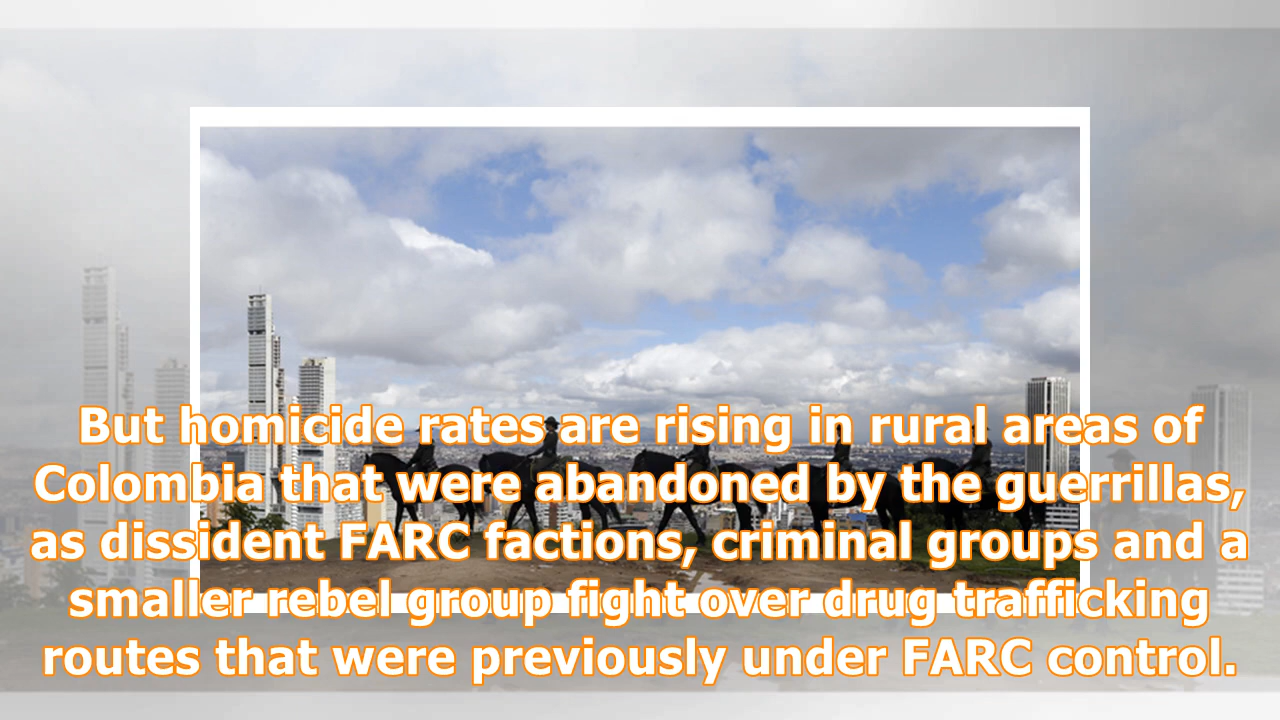 But homicide rates are rising in rural areas of
Colombia that were abandoned by the guerrillas,
as dissident FARC factions, criminal groups and a
smaller rebel group fight over drug trafficking
routes that were previously under FARC control.